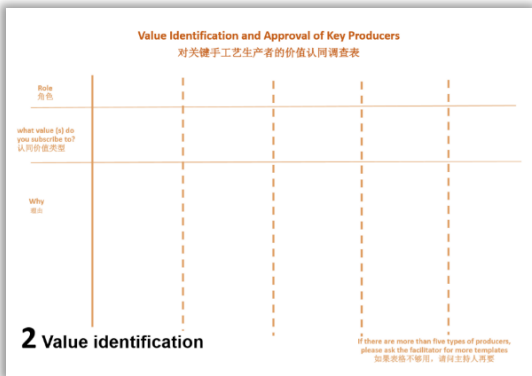 Value Identification and Approval of Key Producers
对关键手工艺生产者的价值认同调查表
Role
角色
what value (s) do
you subscribe to?
认同价值类型
Why
理由
2 Value identification
If there are more than five types of producers,
please ask the facilitator for more templates
如果表格不够用，请问主持人再要